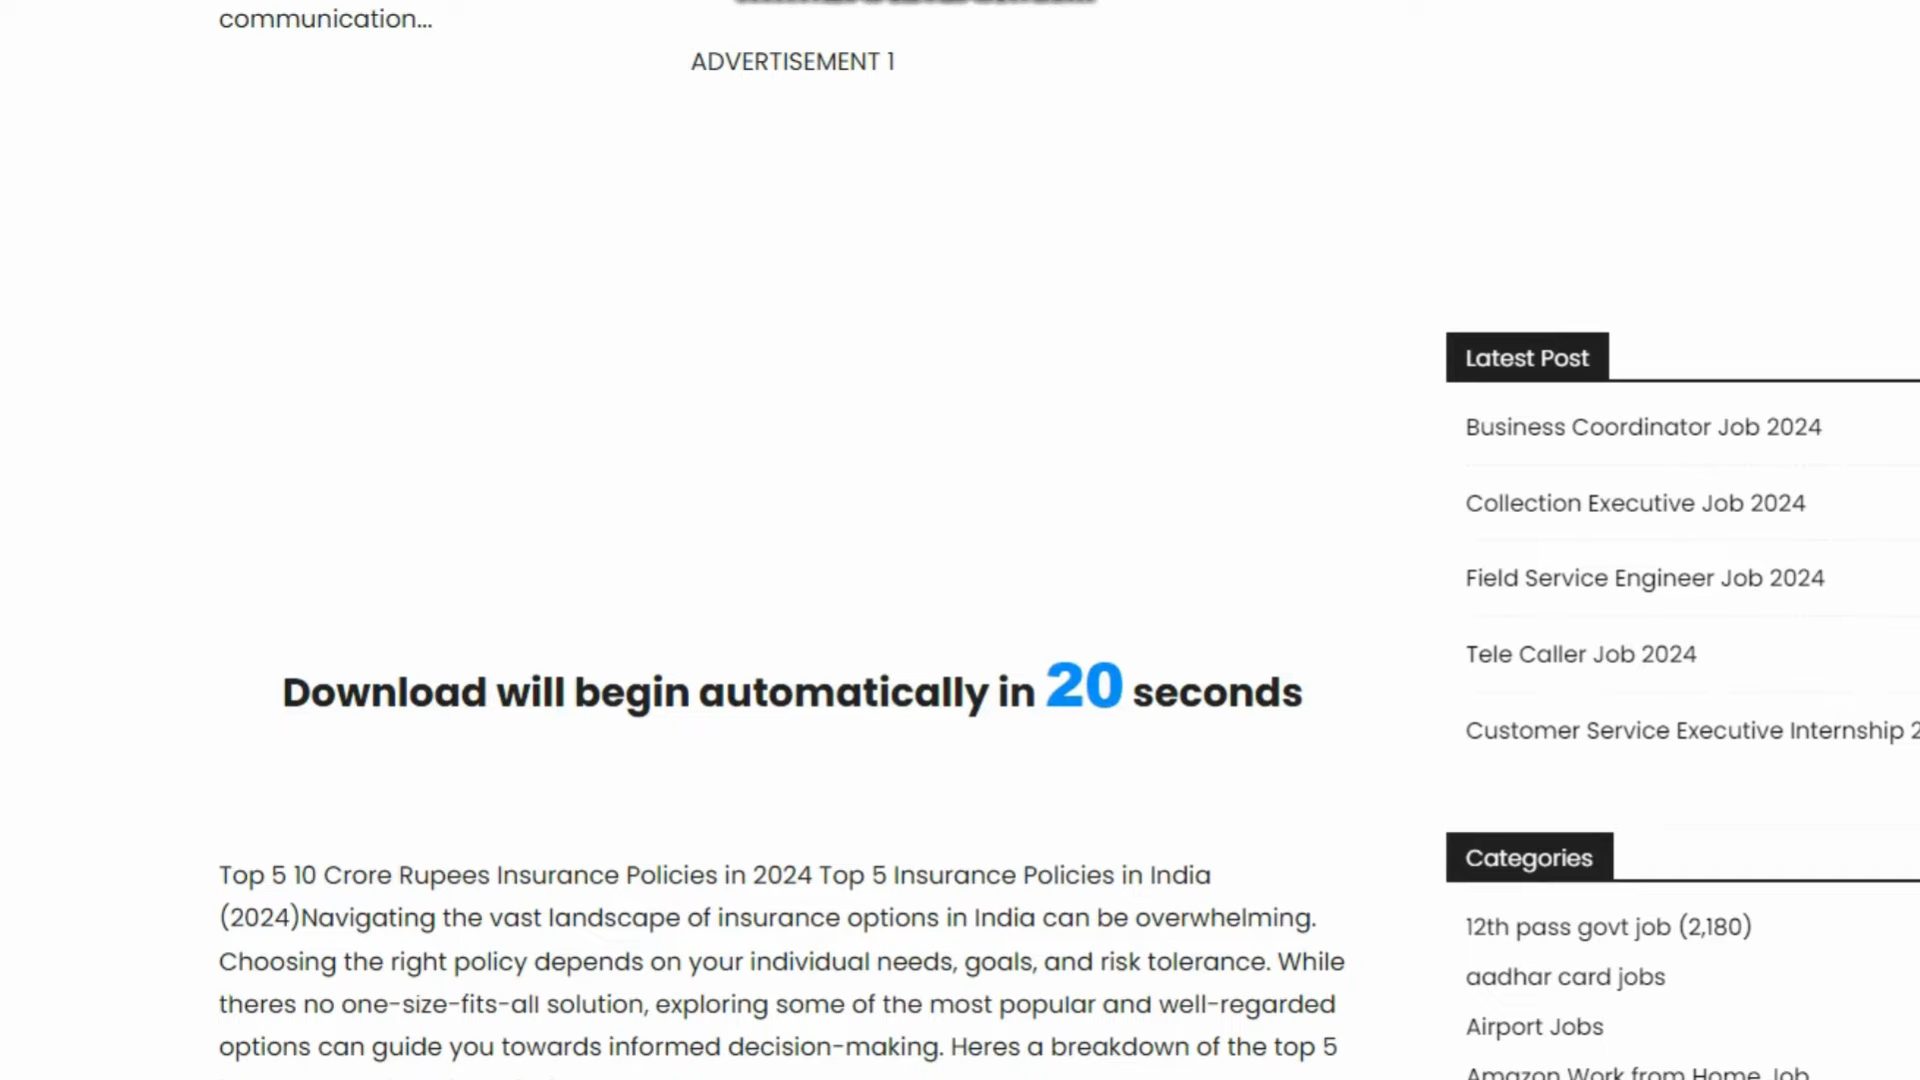 communication...
ADVERTISEMENT 1
Download will begin automatically in 20 seconds
Top 5 10 Crore Rupees Insurance Policies in 2024 Top 5 Insurance Policies in India
(2024)Navigating the vast landscape of insurance options in India can be overwhelming.
Choosing the right policy depends on your individual needs, goals, and risk tolerance. While
theres no one-size-fits-all solution, exploring some of the most popular and well-regarded
options can guide you towards informed decision-making. Heres a breakdown of the top 5
Latest Post
Business Coordinator Job 2024
Collection Executive Job 2024
Field Service Engineer Job 2024
Tele Caller Job 2024
Customer Service Executive Internship 2
Categories
12th pass govt job (2,180)
aadhar card jobs
Airport Jobs
Amazon Work from Home Job